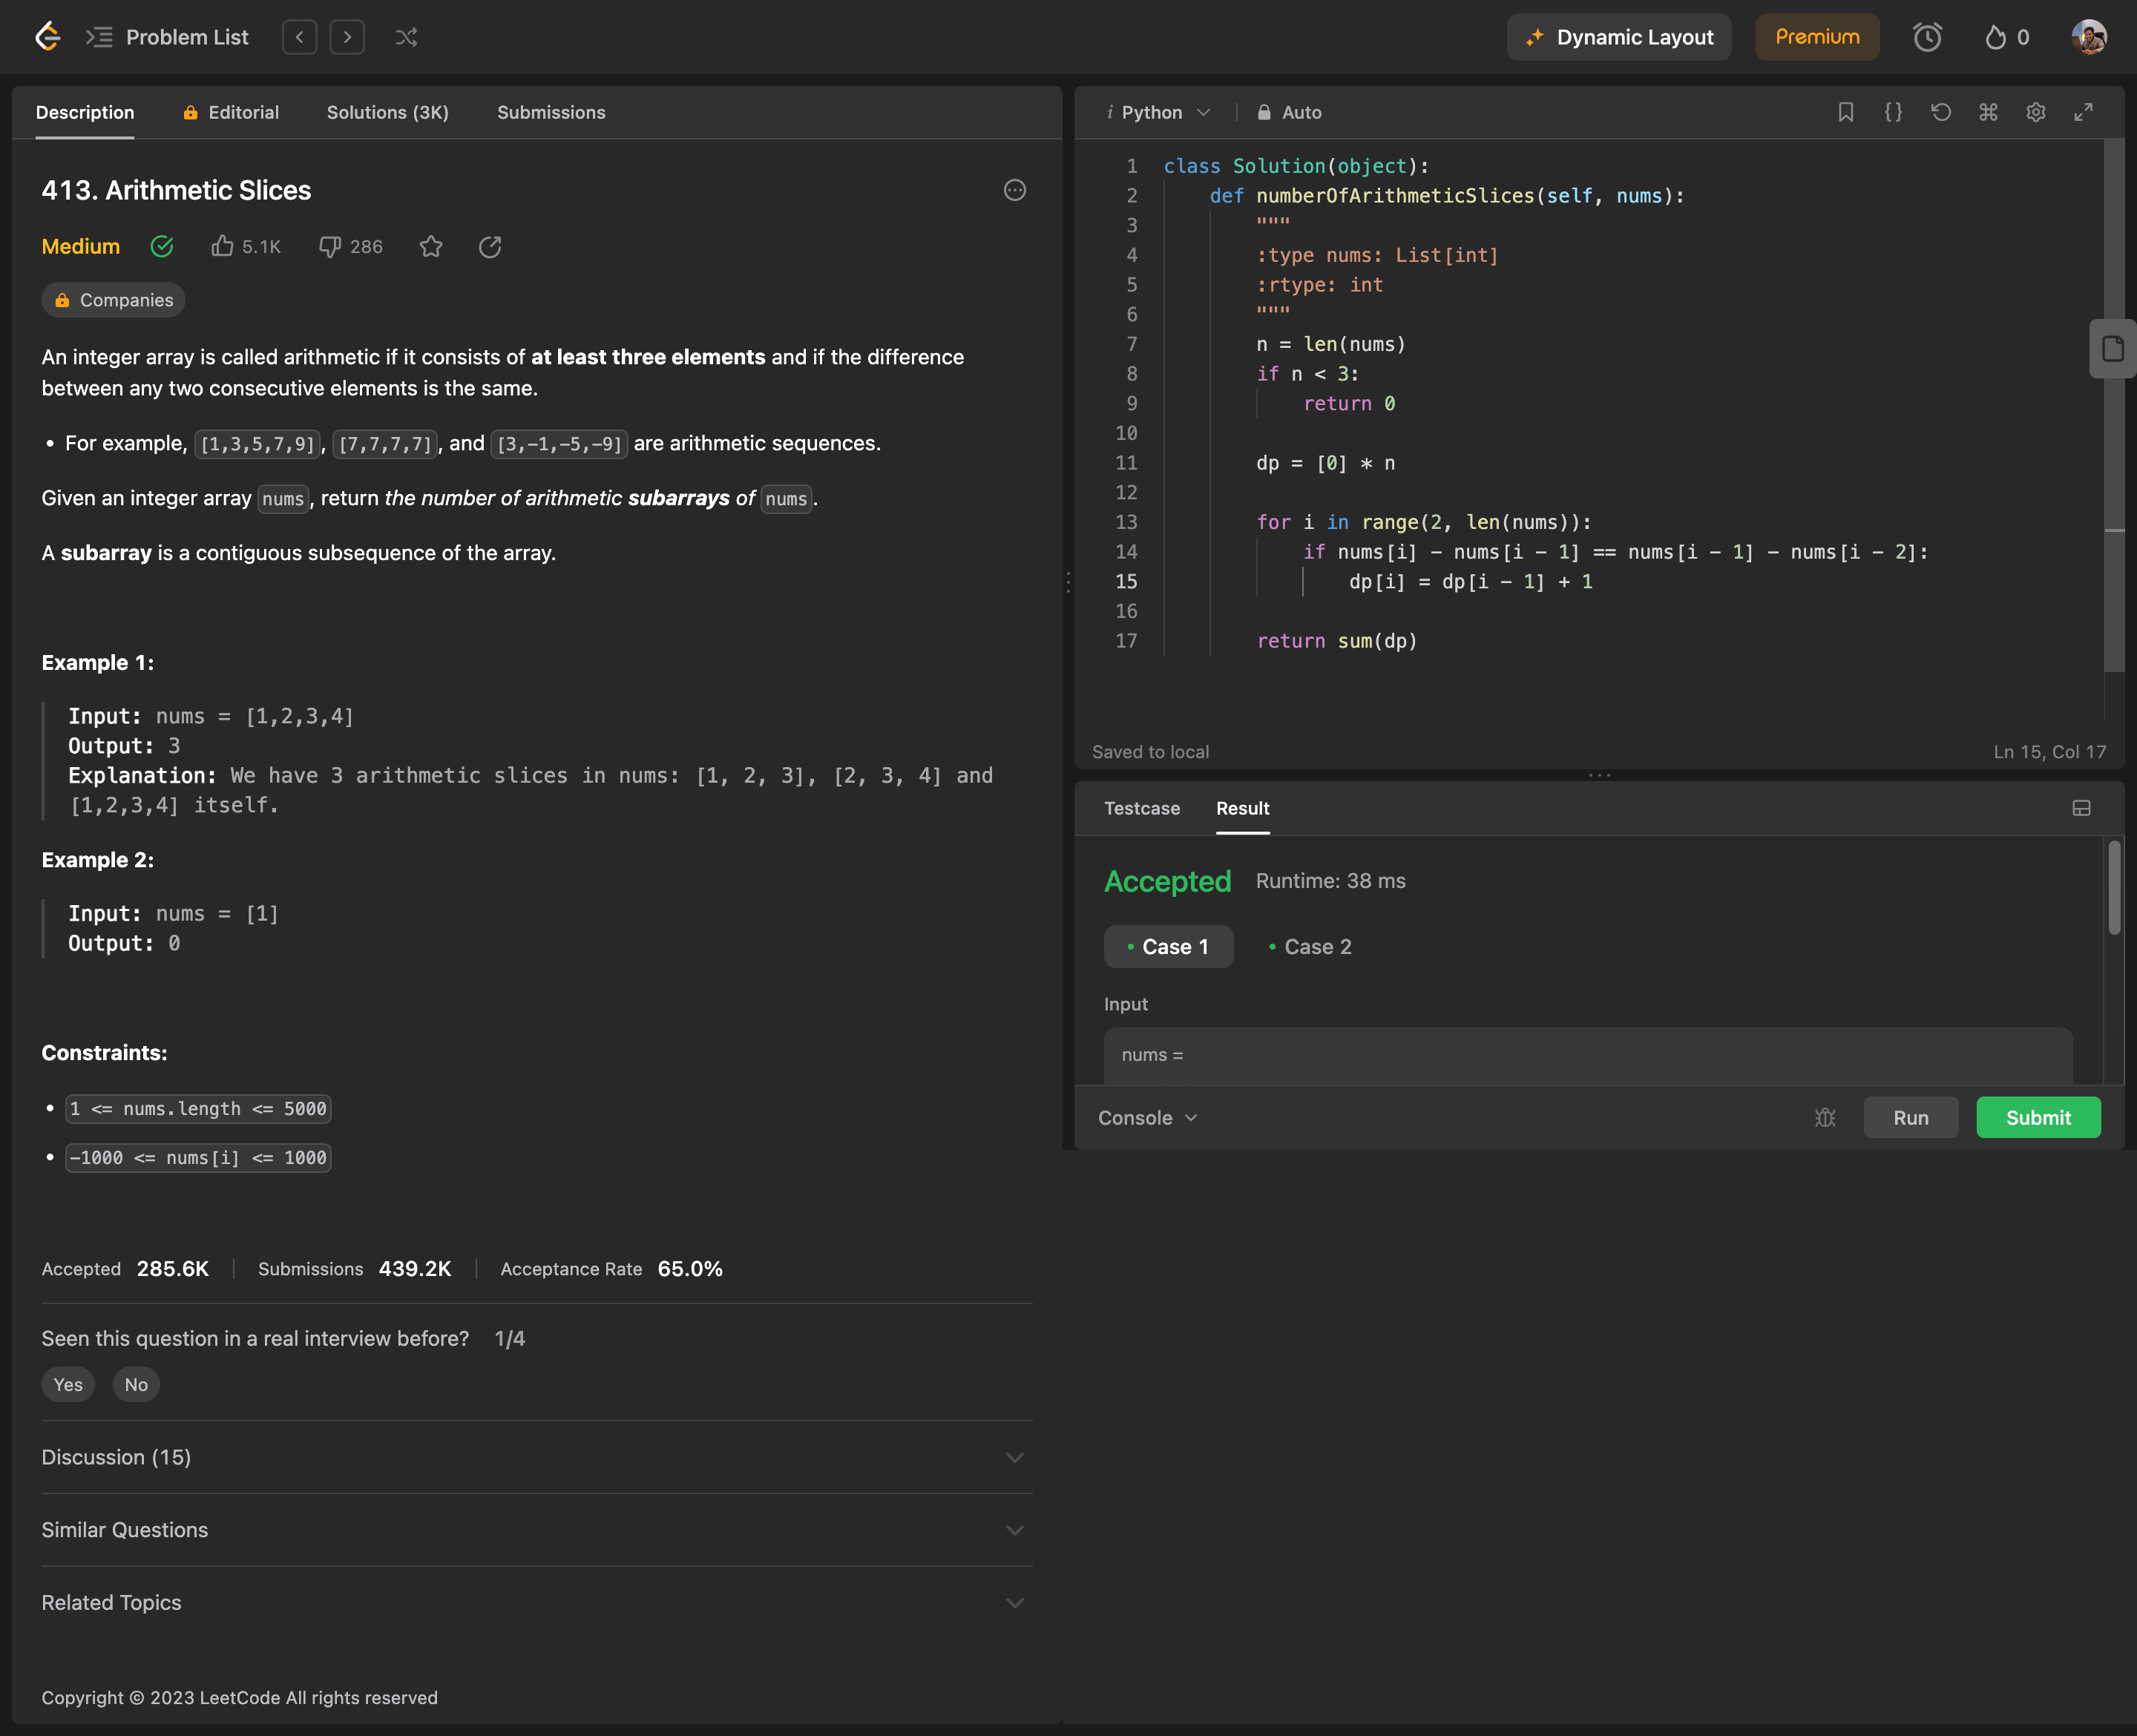 Problem List
Dynamic Layout
Premium
0
Description
Editorial
Solutions (3K)
Submissions
413. Arithmetic Slices
Medium
5.1K
286
Companies
An integer array is called arithmetic if it consists of at least three elements and if the difference
between any two consecutive elements is the same.
• For example, [1,3,5,7,9], [7,7,7,7], and [3,-1,-5,-9] are arithmetic sequences.
Given an integer array nums, return the number of arithmetic subarrays of nums.
A subarray is a contiguous subsequence of the array.
Example 1:
Input: nums = [1,2,3,4]
Output: 3
Explanation: We have 3 arithmetic slices in nums: [1, 2, 3], [2, 3, 4] and
[1,2,3,4] itself.
Example 2:
Input: nums = [1]
Output: 0
Constraints:
• 1 <= nums.length <= 5000
• -1000 <= nums[i] <= 1000
Accepted 285.6K
Submissions 439.2K
Acceptance Rate 65.0%
Seen this question in a real interview before? 1/4
Yes
No
Discussion (15)
Similar Questions
Related Topics
Copyright © 2023 LeetCode All rights reserved
i Python
Auto
1 class Solution(object):
2     def numberOfArithmeticSlices(self, nums):
3         """
4         :type nums: List[int]
5         :rtype: int
6         """
7         n = len(nums)
8         if n < 3:
9             return 0
10
11         dp = [0] * n
12
13         for i in range(2, len(nums)):
14             if nums[i] - nums[i - 1] == nums[i - 1] - nums[i - 2]:
15                 dp[i] = dp[i - 1] + 1
16
17         return sum(dp)
Saved to local
Ln 15, Col 17
Testcase
Result
Accepted
Runtime: 38 ms
• Case 1
• Case 2
Input
nums =
Console
Run
Submit